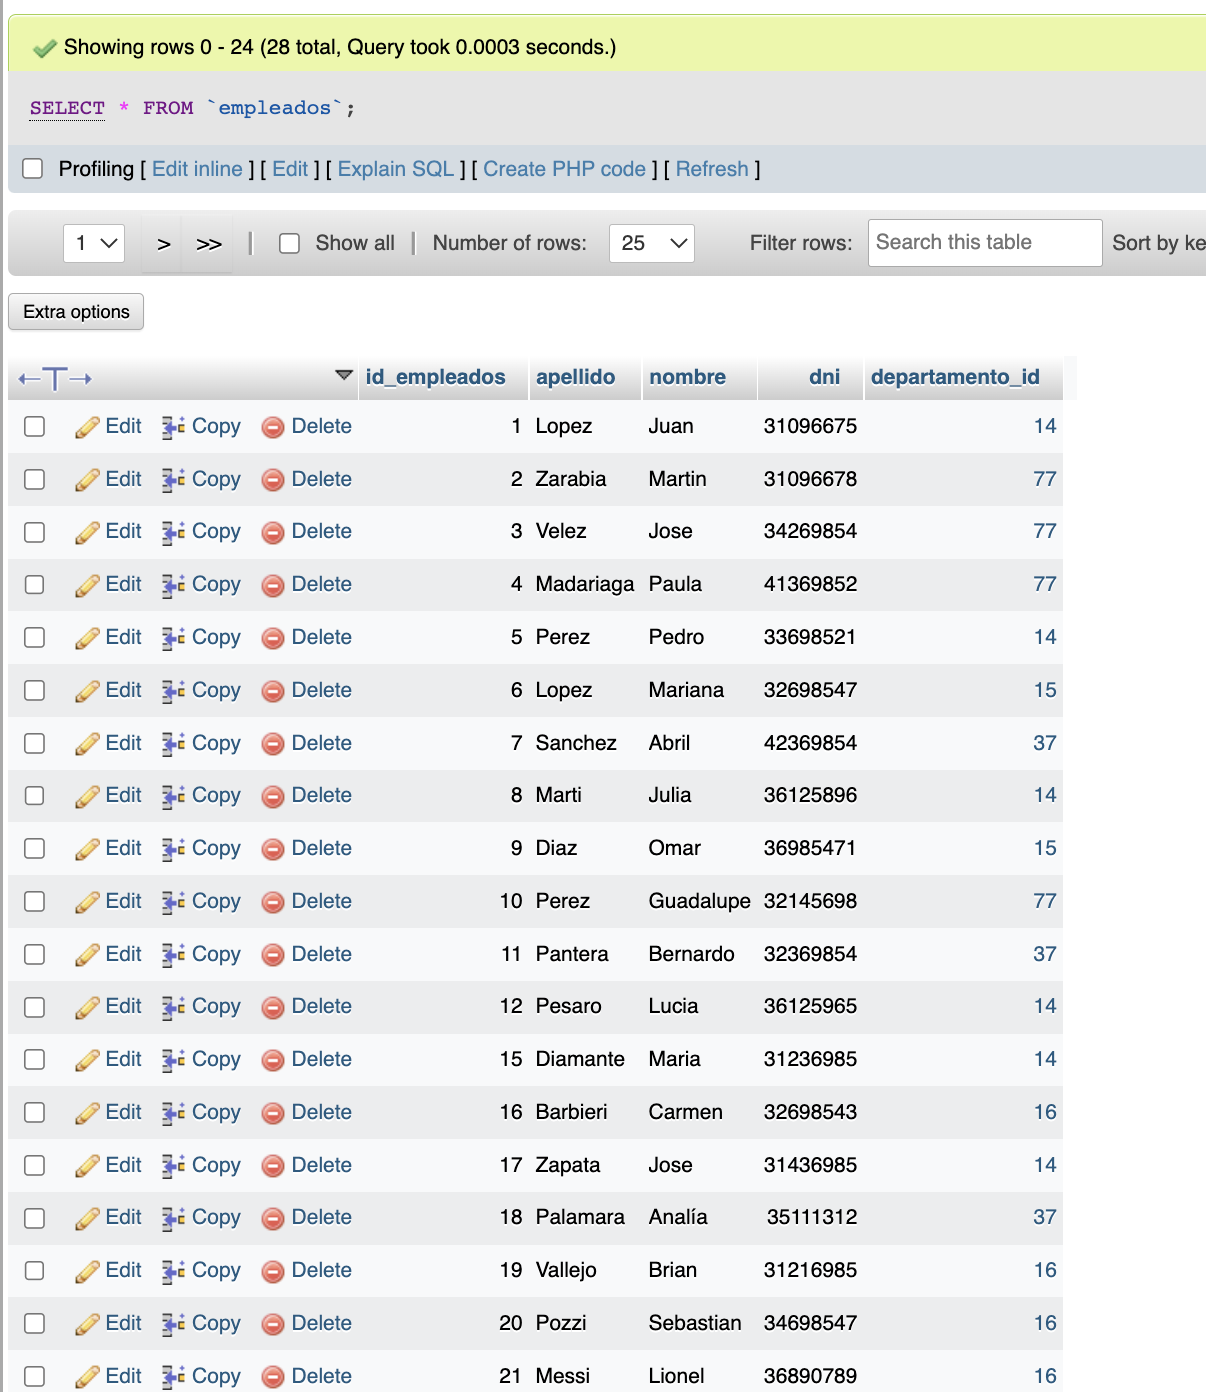 Showing rows 0 - 24 (28 total, Query took 0.0003 seconds.)
SELECT * FROM `empleados`;
Profiling [ Edit inline ] [ Edit ] [ Explain SQL ] [ Create PHP code ] [ Refresh ]
1 > >> | Show all | Number of rows: 25 Filter rows: Search this table Sort by ke
Extra options
←T→ id_empleados apellido nombre dni departamento_id
Edit Copy Delete 1 Lopez Juan 31096675 14
Edit Copy Delete 2 Zarabia Martin 31096678 77
Edit Copy Delete 3 Velez Jose 34269854 77
Edit Copy Delete 4 Madariaga Paula 41369852 77
Edit Copy Delete 5 Perez Pedro 33698521 14
Edit Copy Delete 6 Lopez Mariana 32698547 15
Edit Copy Delete 7 Sanchez Abril 42369854 37
Edit Copy Delete 8 Marti Julia 36125896 14
Edit Copy Delete 9 Diaz Omar 36985471 15
Edit Copy Delete 10 Perez Guadalupe 32145698 77
Edit Copy Delete 11 Pantera Bernardo 32369854 37
Edit Copy Delete 12 Pesaro Lucia 36125965 14
Edit Copy Delete 15 Diamante Maria 31236985 14
Edit Copy Delete 16 Barbieri Carmen 32698543 16
Edit Copy Delete 17 Zapata Jose 31436985 14
Edit Copy Delete 18 Palamara Analía 35111312 37
Edit Copy Delete 19 Vallejo Brian 31216985 16
Edit Copy Delete 20 Pozzi Sebastian 34698547 16
Edit Copy Delete 21 Messi Lionel 36890789 16